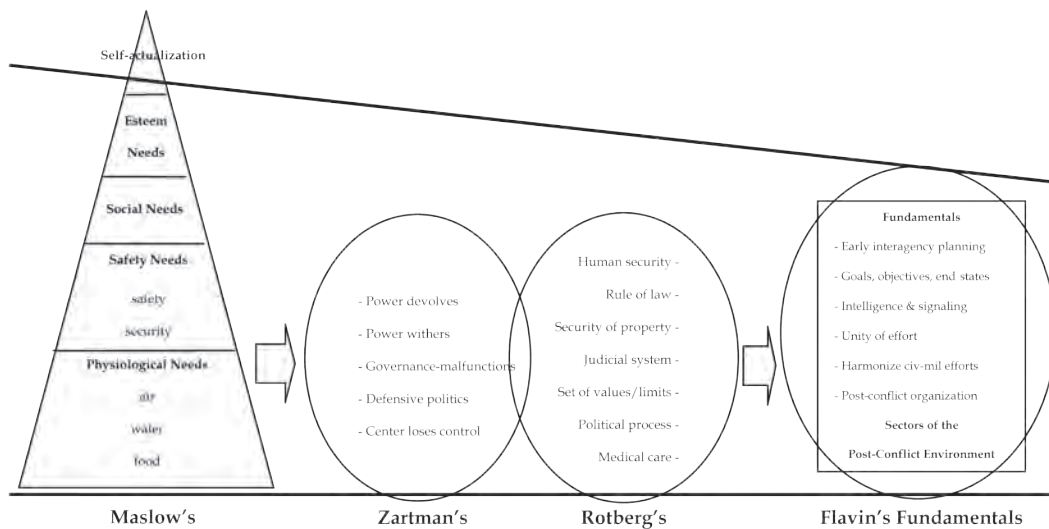 Self-actualization
Esteem
Needs
Social Needs
Safety Needs
safety
security
Physiological Needs
air
water
food
- Power devolves
- Power withers
- Governance-malfunctions
- Defensive politics
- Center loses control
Human security -
Rule of law -
Security of property -
Judicial system -
Set of values/limits -
Political process -
Medical care -
Fundamentals
- Early interagency planning
- Goals, objectives, end states
- Intelligence & signaling
- Unity of effort
- Harmonize civ-mil efforts
- Post-conflict organization
Sectors of the
Post-Conflict Environment
Maslow's
Zartman's
Rotberg's
Flavin's Fundamentals